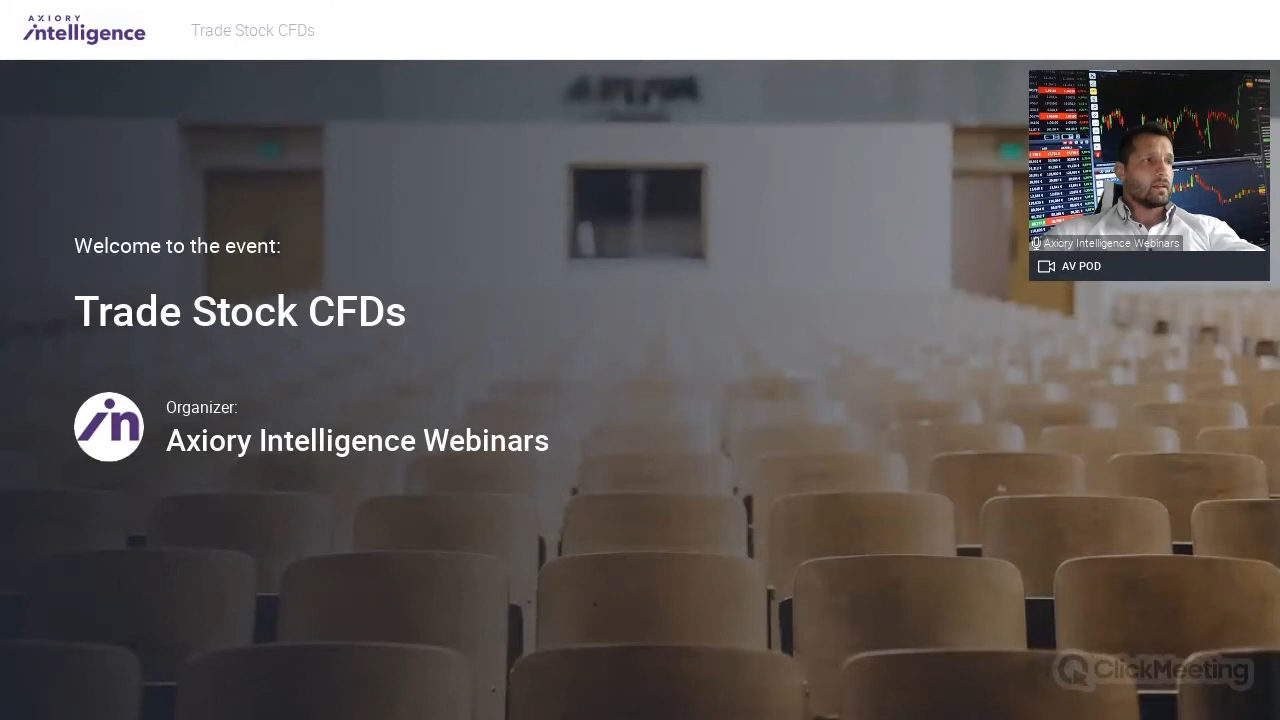 AXIORY
intelligence
Trade Stock CFDs
Axiory Intelligence Webinars
AV POD
Welcome to the event:
Trade Stock CFDs
in
Organizer:
Axiory Intelligence Webinars
ClickMeeting